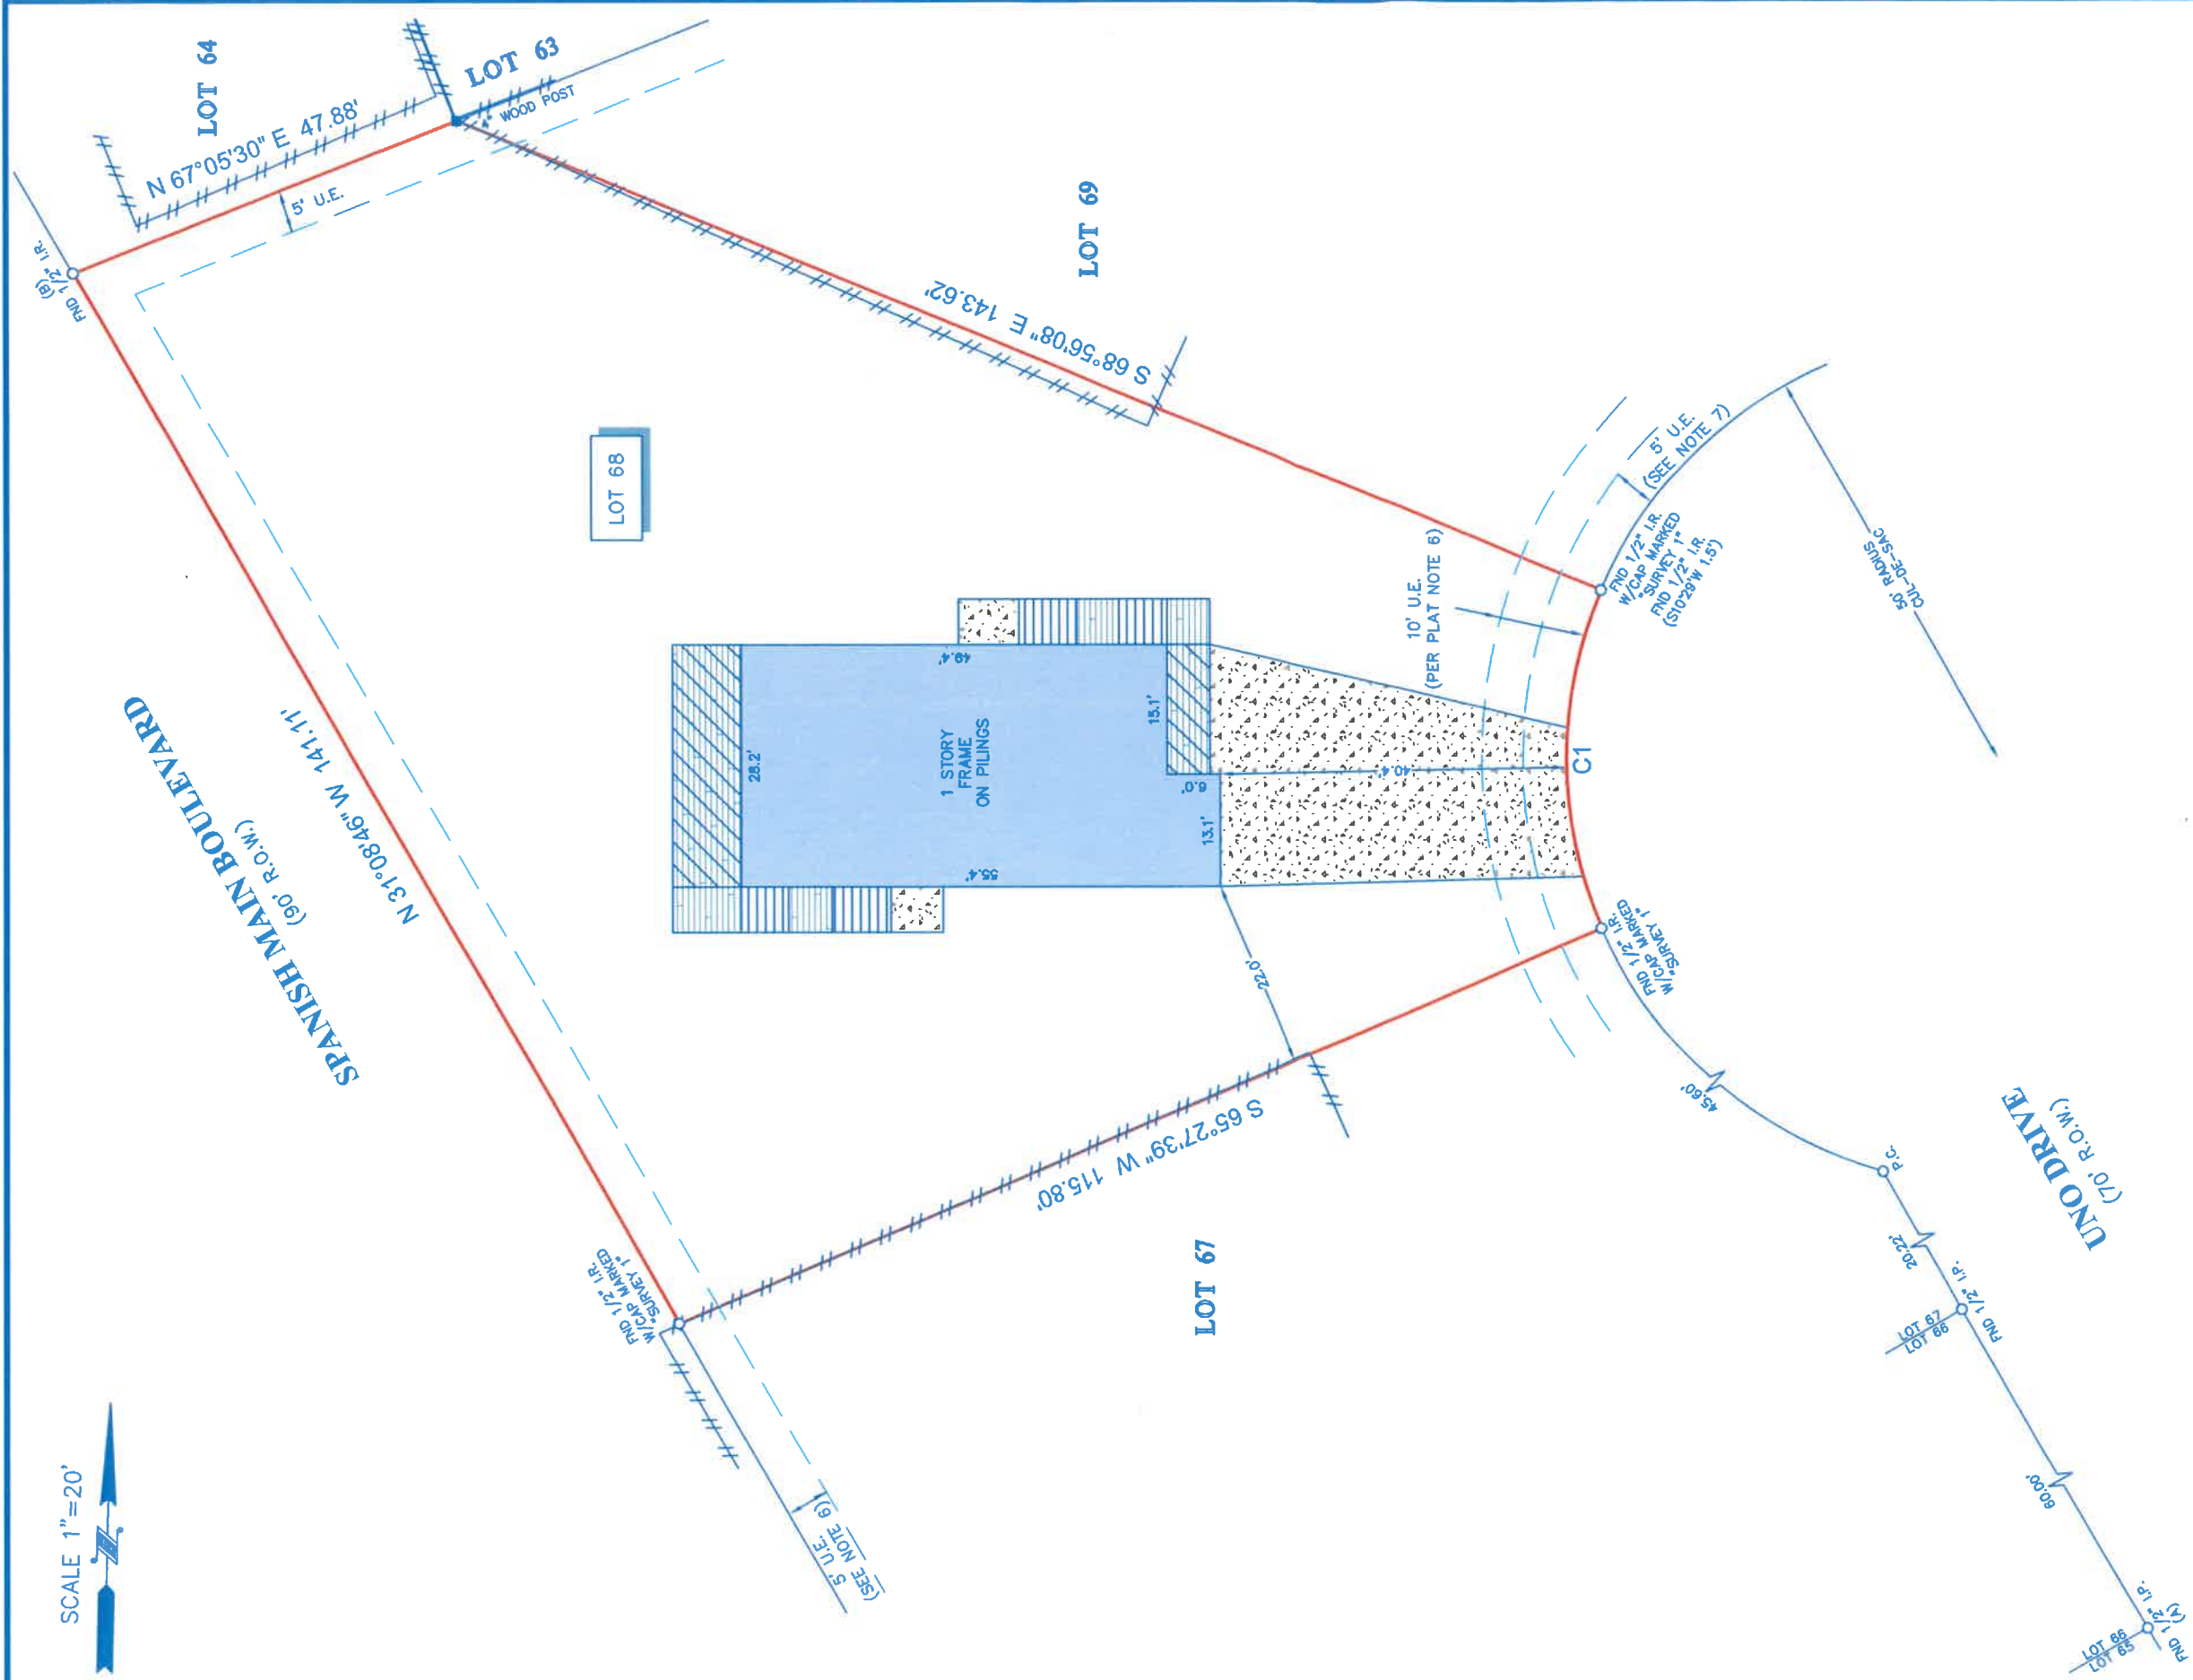 SCALE 1"=20'
LOT 64
LOT 63
N 67°05'30" E 47.88'
4" WOOD POST
5' U.E.
(B)
FND 1/2" I.R.
LOT 69
S 68°56'08" E 143.62'
LOT 68
SPANISH MAIN BOULEVARD
(90' R.O.W.)
N 31°08'46" W 141.11'
28.2'
49.4'
1 STORY
FRAME
ON PILINGS
15.1'
6.0'
13.1'
55.4'
40.4'
22.0'
10' U.E.
(PER PLAT NOTE 6)
5' U.E.
(SEE NOTE 7)
FND 1/2" I.R.
W/CAP MARKED
"SURVEY 1"
FND 1/2" I.R.
(S10°29'W 1.5')
50' RADIUS
CUL-DE-SAC
C1
FND 1/2" I.R.
W/CAP MARKED
"SURVEY 1"
S 65°27'39" W 115.80'
LOT 67
FND 1/2" I.R.
W/CAP MARKED
"SURVEY 1"
5' U.E.
(SEE NOTE 6)
45.60'
P.C.
UNO DRIVE
(70' R.O.W.)
20.22'
LOT 67
LOT 66
FND 1/2" I.P.
60.00'
LOT 66
LOT 65
FND 1/2" I.P.
(A)